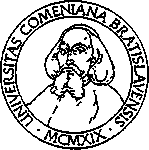 UNIVERSITAS COMENIANA BRATISLAVENSIS
· MCMXIX ·